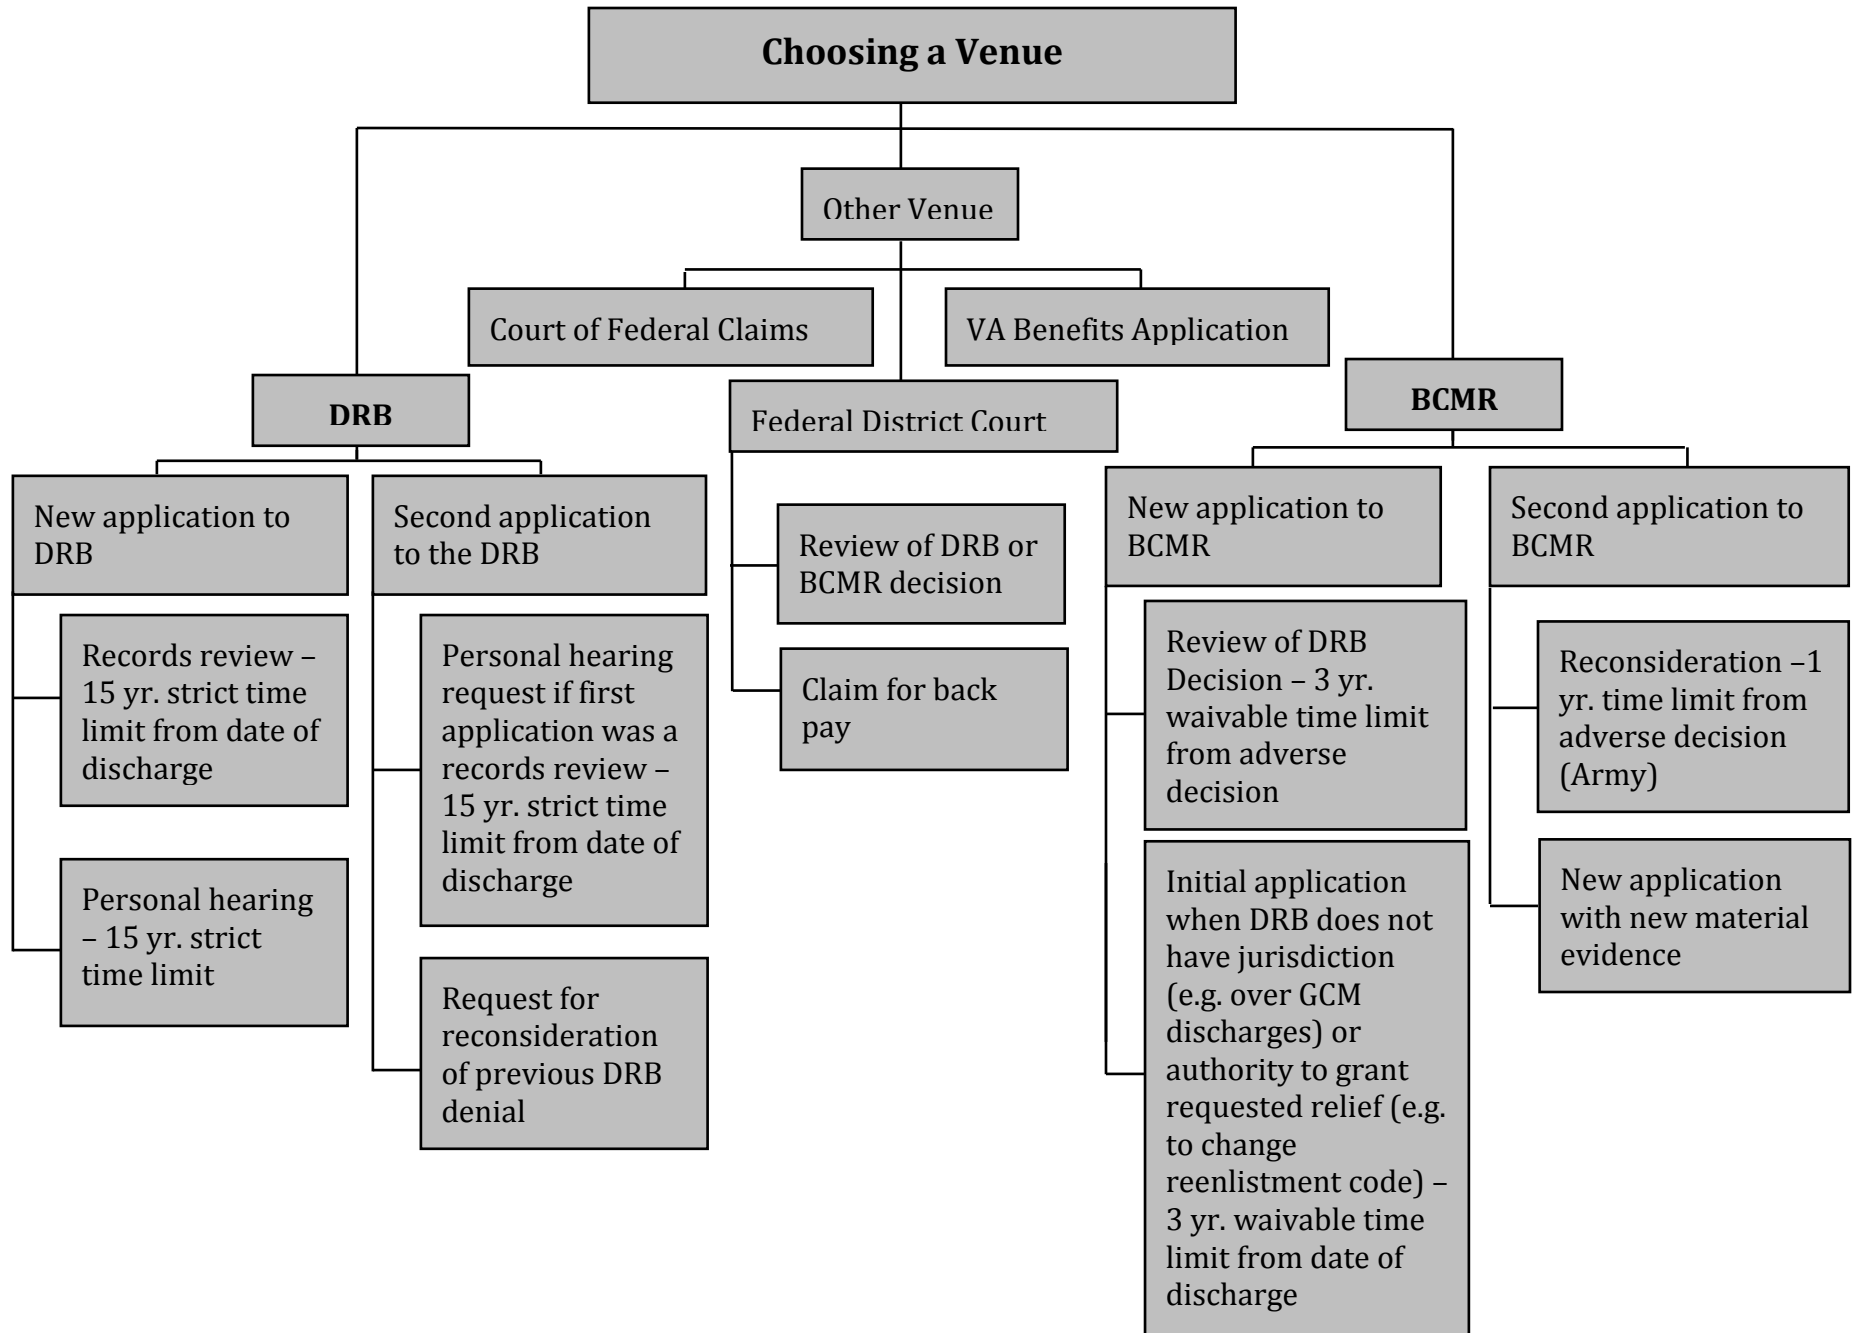 Choosing a Venue
Other Venue
Court of Federal Claims
VA Benefits Application
DRB
Federal District Court
BCMR
New application to
DRB
Records review –
15 yr. strict time
limit from date of
discharge
Personal hearing
– 15 yr. strict
time limit
Second application
to the DRB
Personal hearing
request if first
application was a
records review –
15 yr. strict time
limit from date of
discharge
Request for
reconsideration
of previous DRB
denial
Review of DRB or
BCMR decision
Claim for back
pay
New application to
BCMR
Review of DRB
Decision – 3 yr.
waivable time limit
from adverse
decision
Initial application
when DRB does not
have jurisdiction
(e.g. over GCM
discharges) or
authority to grant
requested relief (e.g.
to change
reenlistment code) –
3 yr. waivable time
limit from date of
discharge
Second application to
BCMR
Reconsideration –1
yr. time limit from
adverse decision
(Army)
New application
with new material
evidence